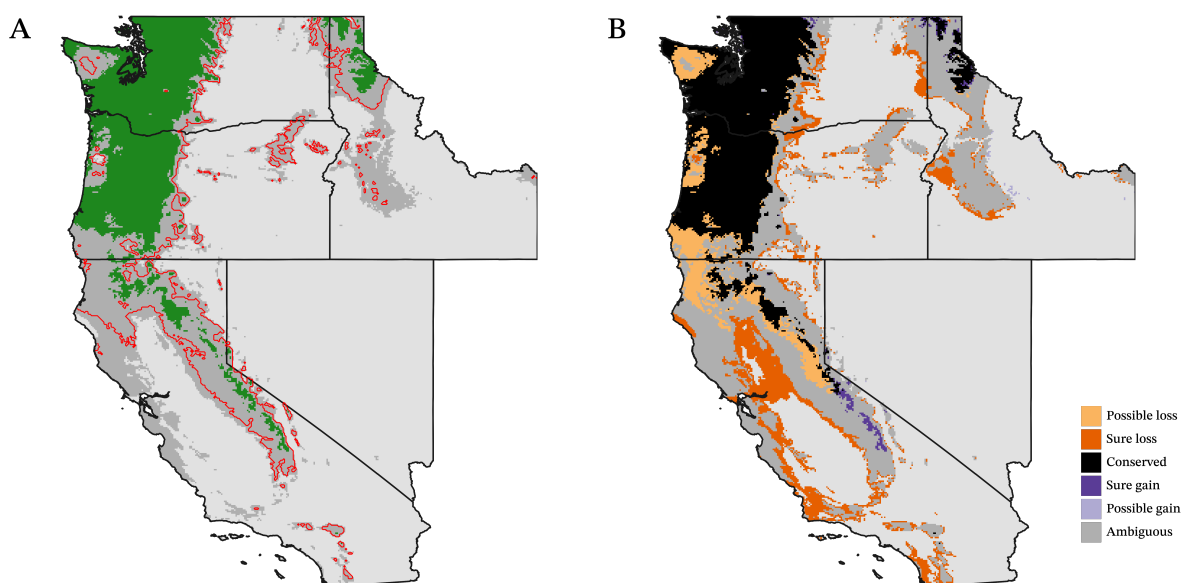 A
B
Possible loss
Sure loss
Conserved
Sure gain
Possible gain
Ambiguous